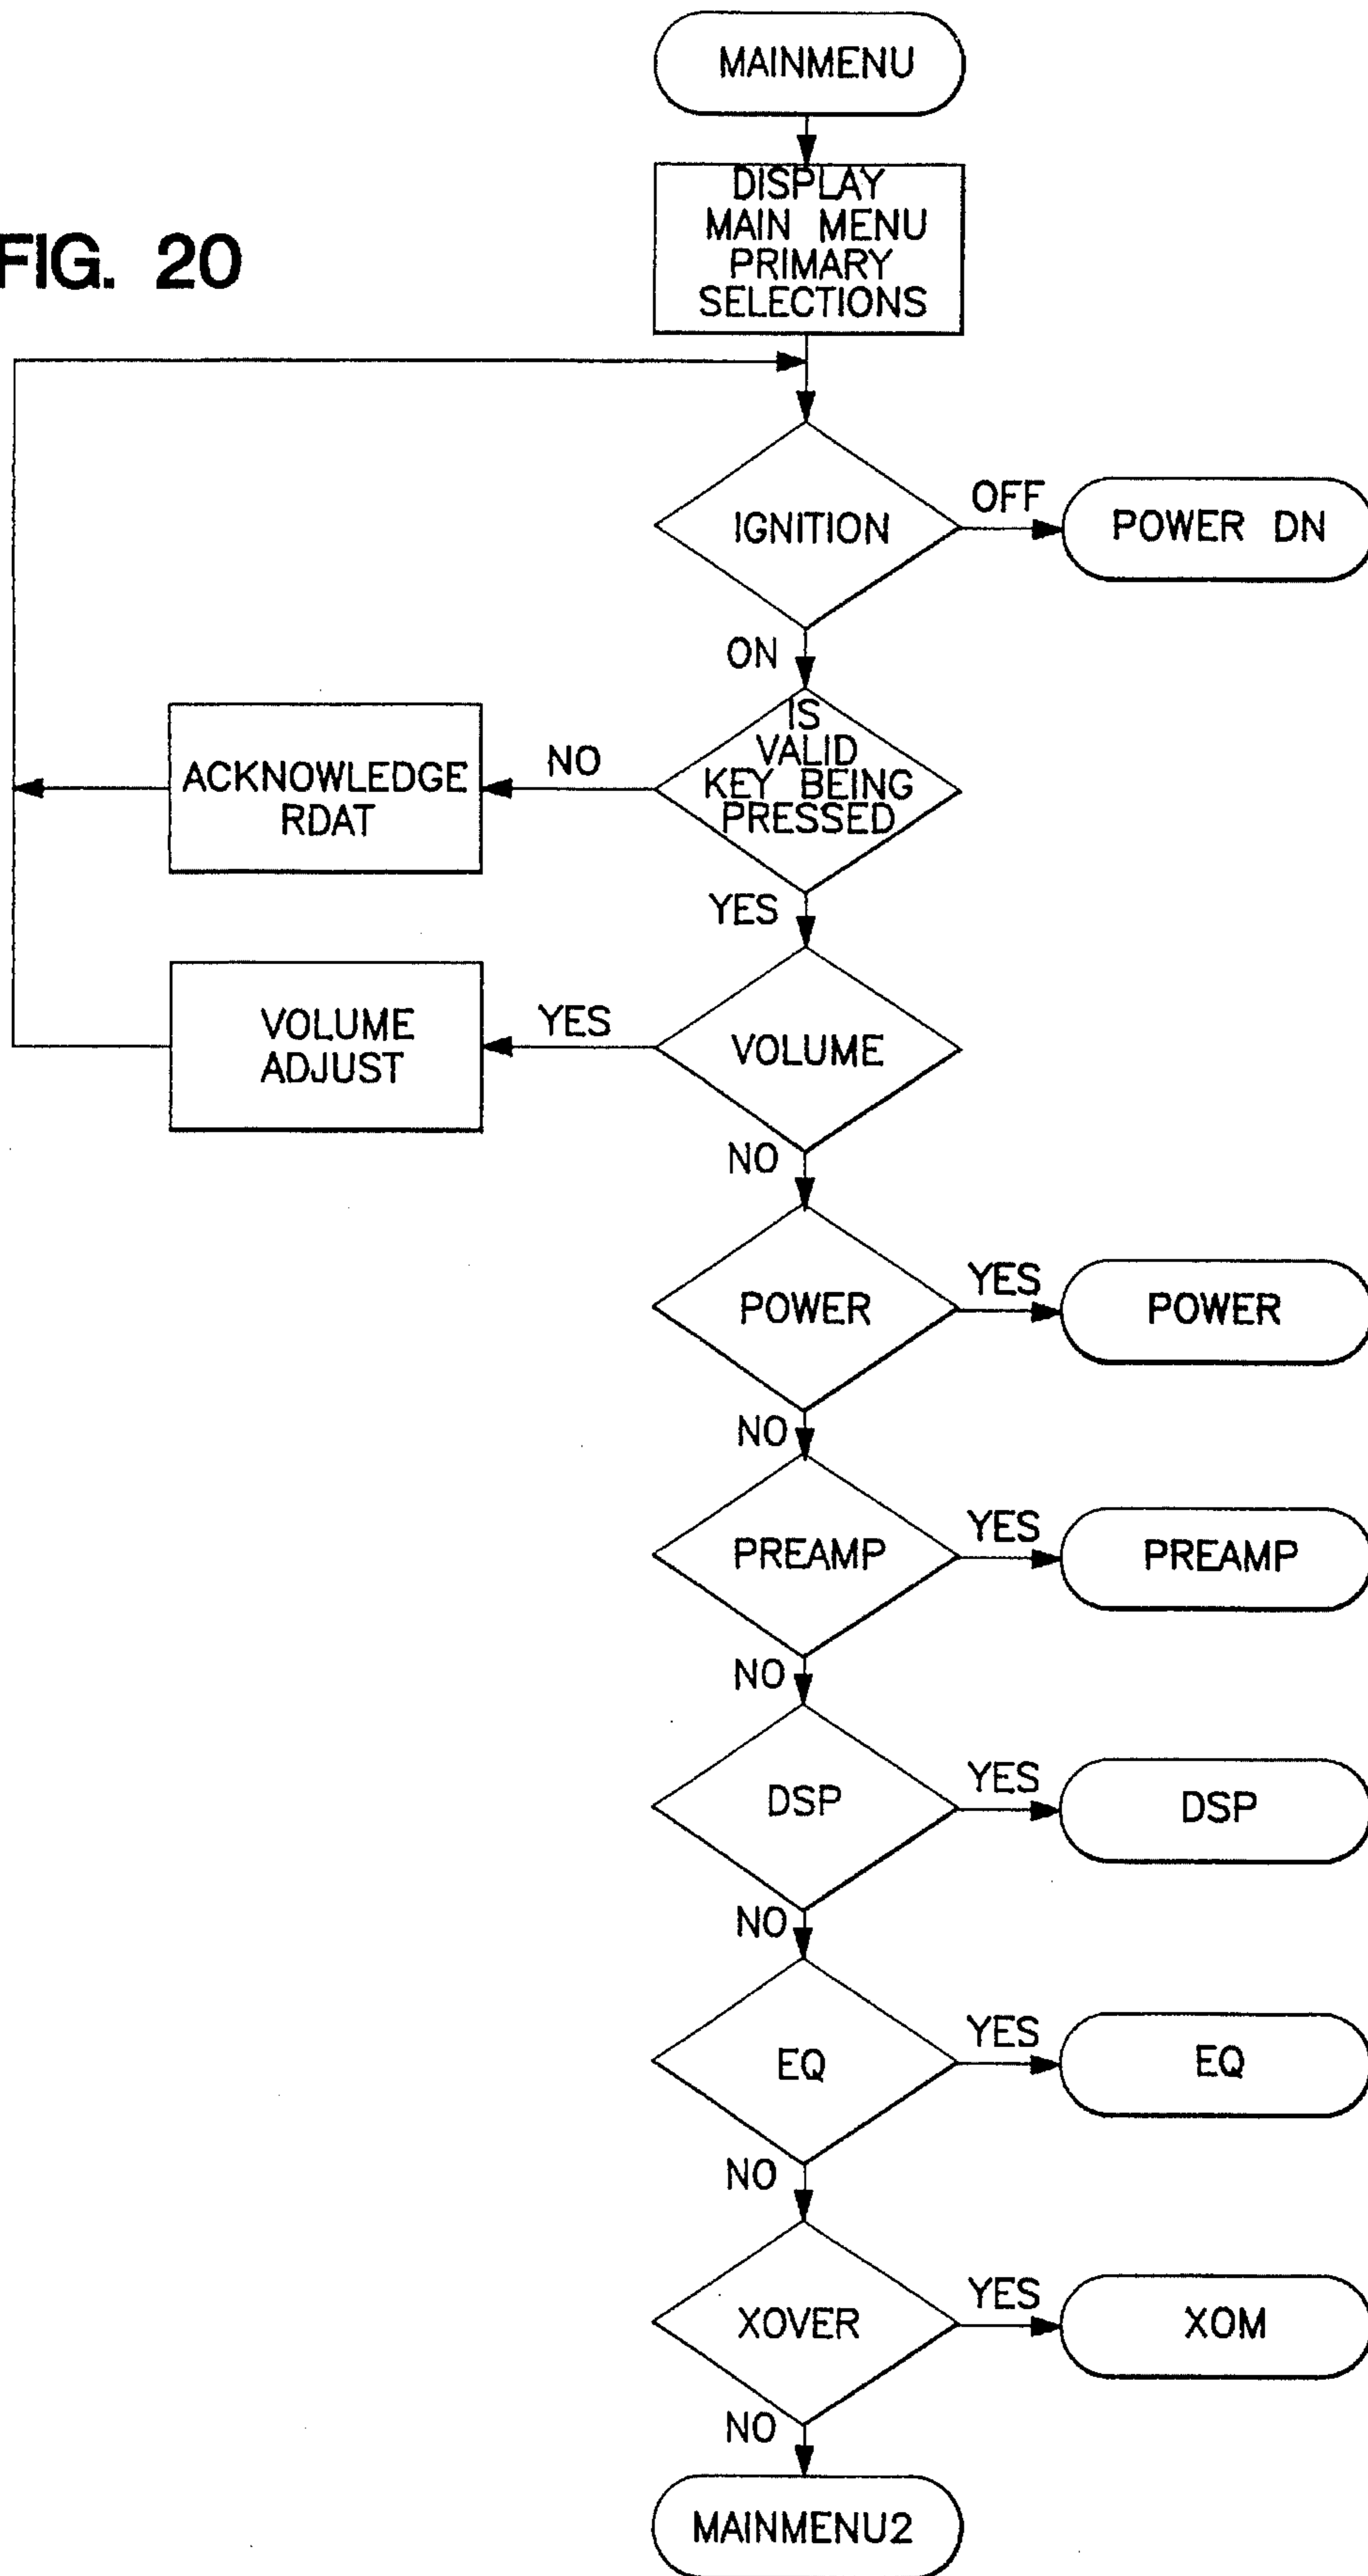 MAINMENU
DISPLAY
MAIN MENU
PRIMARY
SELECTIONS
FIG. 20
IGNITION
OFF
POWER DN
ON
IS
VALID
KEY BEING
PRESSED
NO
ACKNOWLEDGE
RDAT
YES
VOLUME
YES
VOLUME
ADJUST
NO
POWER
YES
POWER
NO
PREAMP
YES
PREAMP
NO
DSP
YES
DSP
NO
EQ
YES
EQ
NO
XOVER
YES
XOM
NO
MAINMENU2